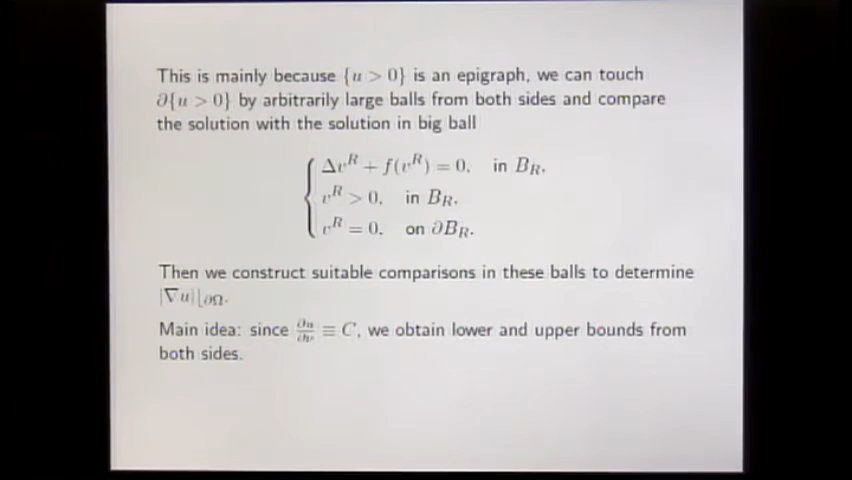 This is mainly because {u > 0} is an epigraph, we can touch
∂{u > 0} by arbitrarily large balls from both sides and compare
the solution with the solution in big ball
Δv^R + f(v^R) = 0, in B_R,
v^R > 0, in B_R,
v^R = 0, on ∂B_R.
Then we construct suitable comparisons in these balls to determine
|∇u|⌊∂Ω.
Main idea: since ∂u/∂ν ≡ C, we obtain lower and upper bounds from
both sides.